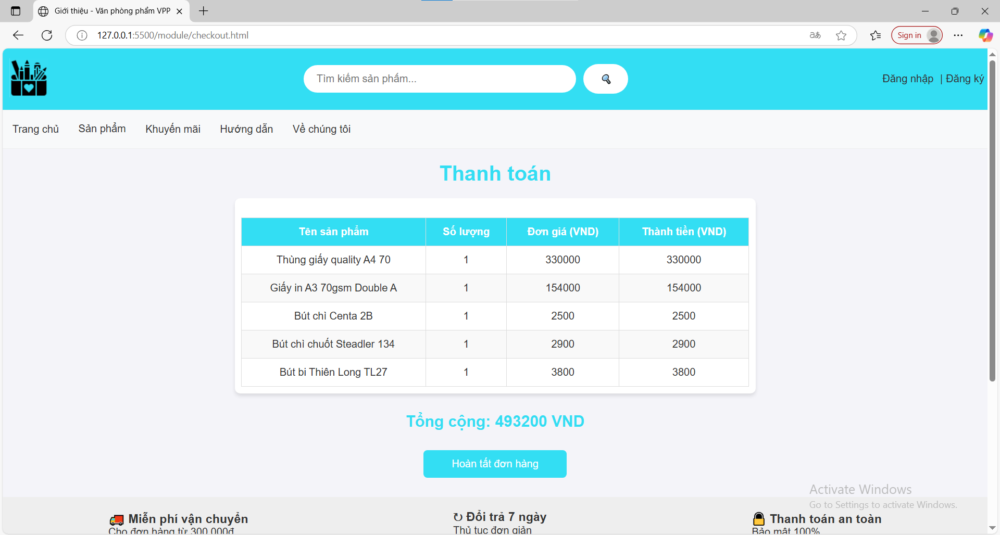 Giới thiệu - Văn phòng phẩm VPP
127.0.0.1:5500/module/checkout.html
Sign in
Tìm kiếm sản phẩm...
Đăng nhập | Đăng ký
Trang chủ Sản phẩm Khuyến mãi Hướng dẫn Về chúng tôi
Thanh toán
Tên sản phẩm Số lượng Đơn giá (VND) Thành tiền (VND)
Thùng giấy quality A4 70 1 330000 330000
Giấy in A3 70gsm Double A 1 154000 154000
Bút chì Centa 2B 1 2500 2500
Bút chì chuốt Steadler 134 1 2900 2900
Bút bi Thiên Long TL27 1 3800 3800
Tổng cộng: 493200 VND
Hoàn tất đơn hàng
Activate Windows
Go to Settings to activate Windows.
Miễn phí vận chuyển ↻ Đổi trả 7 ngày Thanh toán an toàn
Cho đơn hàng từ 300.000đ Thủ tục đơn giản Bảo mật 100%